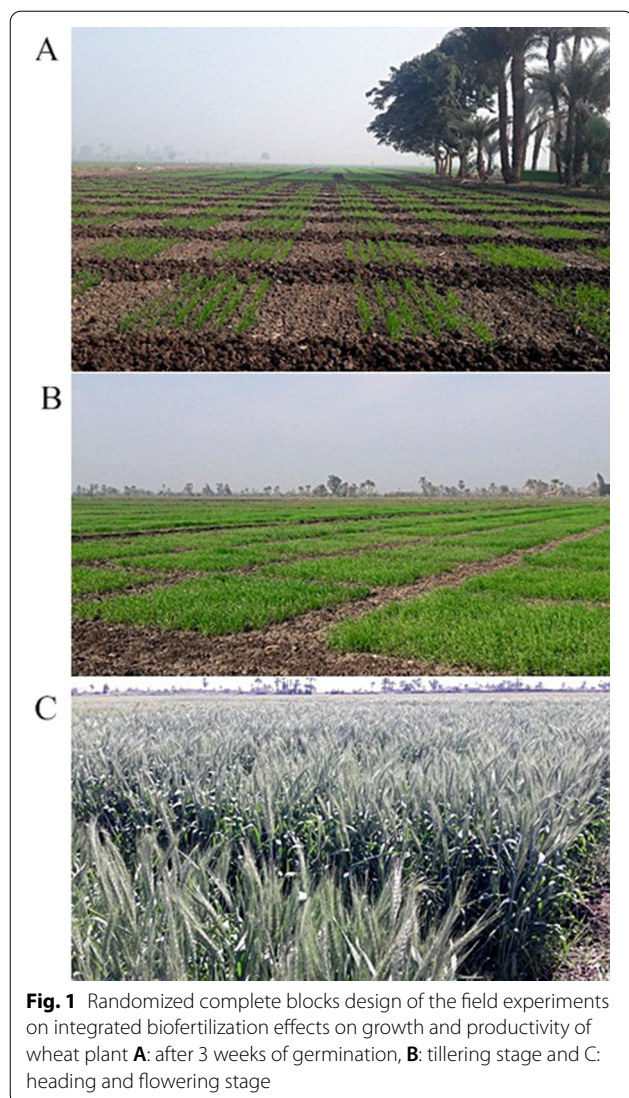 A
B
C
Fig. 1 Randomized complete blocks design of the field experiments
on integrated biofertilization effects on growth and productivity of
wheat plant A: after 3 weeks of germination, B: tillering stage and C:
heading and flowering stage